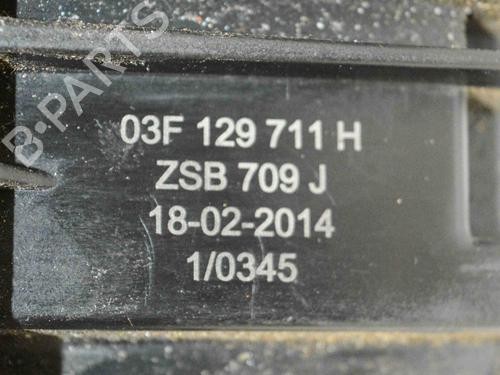 B-PARTS
03F 129 711 H
ZSB 709 J
18-02-2014
1/0345